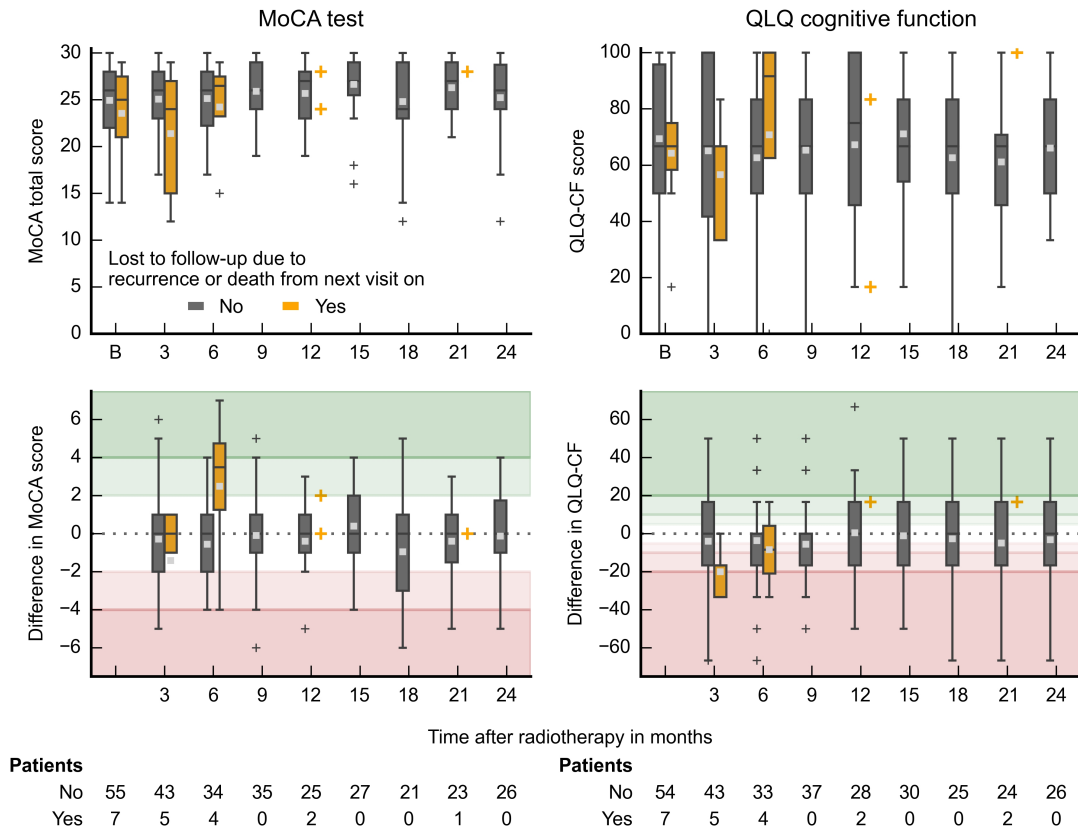 MoCA test
QLQ cognitive function
MoCA total score
30
25
20
15
10
5
0
Lost to follow-up due to
recurrence or death from next visit on
No Yes
B 3 6 9 12 15 18 21 24
QLQ-CF score
100
80
60
40
20
0
B 3 6 9 12 15 18 21 24
Difference in MoCA score
6
4
2
0
−2
−4
−6
3 6 9 12 15 18 21 24
Difference in QLQ-CF
60
40
20
0
−20
−40
−60
3 6 9 12 15 18 21 24
Time after radiotherapy in months
Patients
No 55 43 34 35 25 27 21 23 26
Yes 7 5 4 0 2 0 0 1 0
Patients
No 54 43 33 37 28 30 25 24 26
Yes 7 5 4 0 2 0 0 2 0